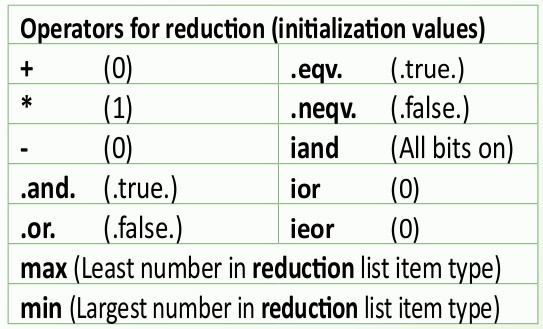 Operators for reduction (initialization values)
+ (0) .eqv. (.true.)
* (1) .neqv. (.false.)
- (0) iand (All bits on)
.and. (.true.) ior (0)
.or. (.false.) ieor (0)
max (Least number in reduction list item type)
min (Largest number in reduction list item type)